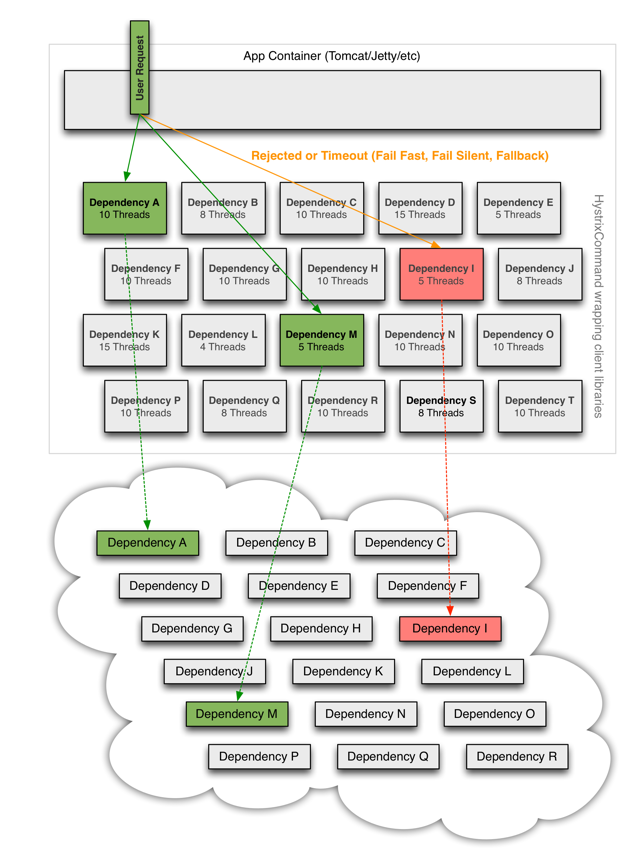 User Request
App Container (Tomcat/Jetty/etc)
Rejected or Timeout (Fail Fast, Fail Silent, Fallback)
Dependency A
10 Threads
Dependency B
8 Threads
Dependency C
10 Threads
Dependency D
15 Threads
Dependency E
5 Threads
Dependency F
10 Threads
Dependency G
10 Threads
Dependency H
10 Threads
Dependency I
5 Threads
Dependency J
8 Threads
Dependency K
15 Threads
Dependency L
4 Threads
Dependency M
5 Threads
Dependency N
10 Threads
Dependency O
10 Threads
Dependency P
10 Threads
Dependency Q
8 Threads
Dependency R
10 Threads
Dependency S
8 Threads
Dependency T
10 Threads
HystrixCommand wrapping client libraries
Dependency A
Dependency B
Dependency C
Dependency D
Dependency E
Dependency F
Dependency G
Dependency H
Dependency I
Dependency J
Dependency K
Dependency L
Dependency M
Dependency N
Dependency O
Dependency P
Dependency Q
Dependency R